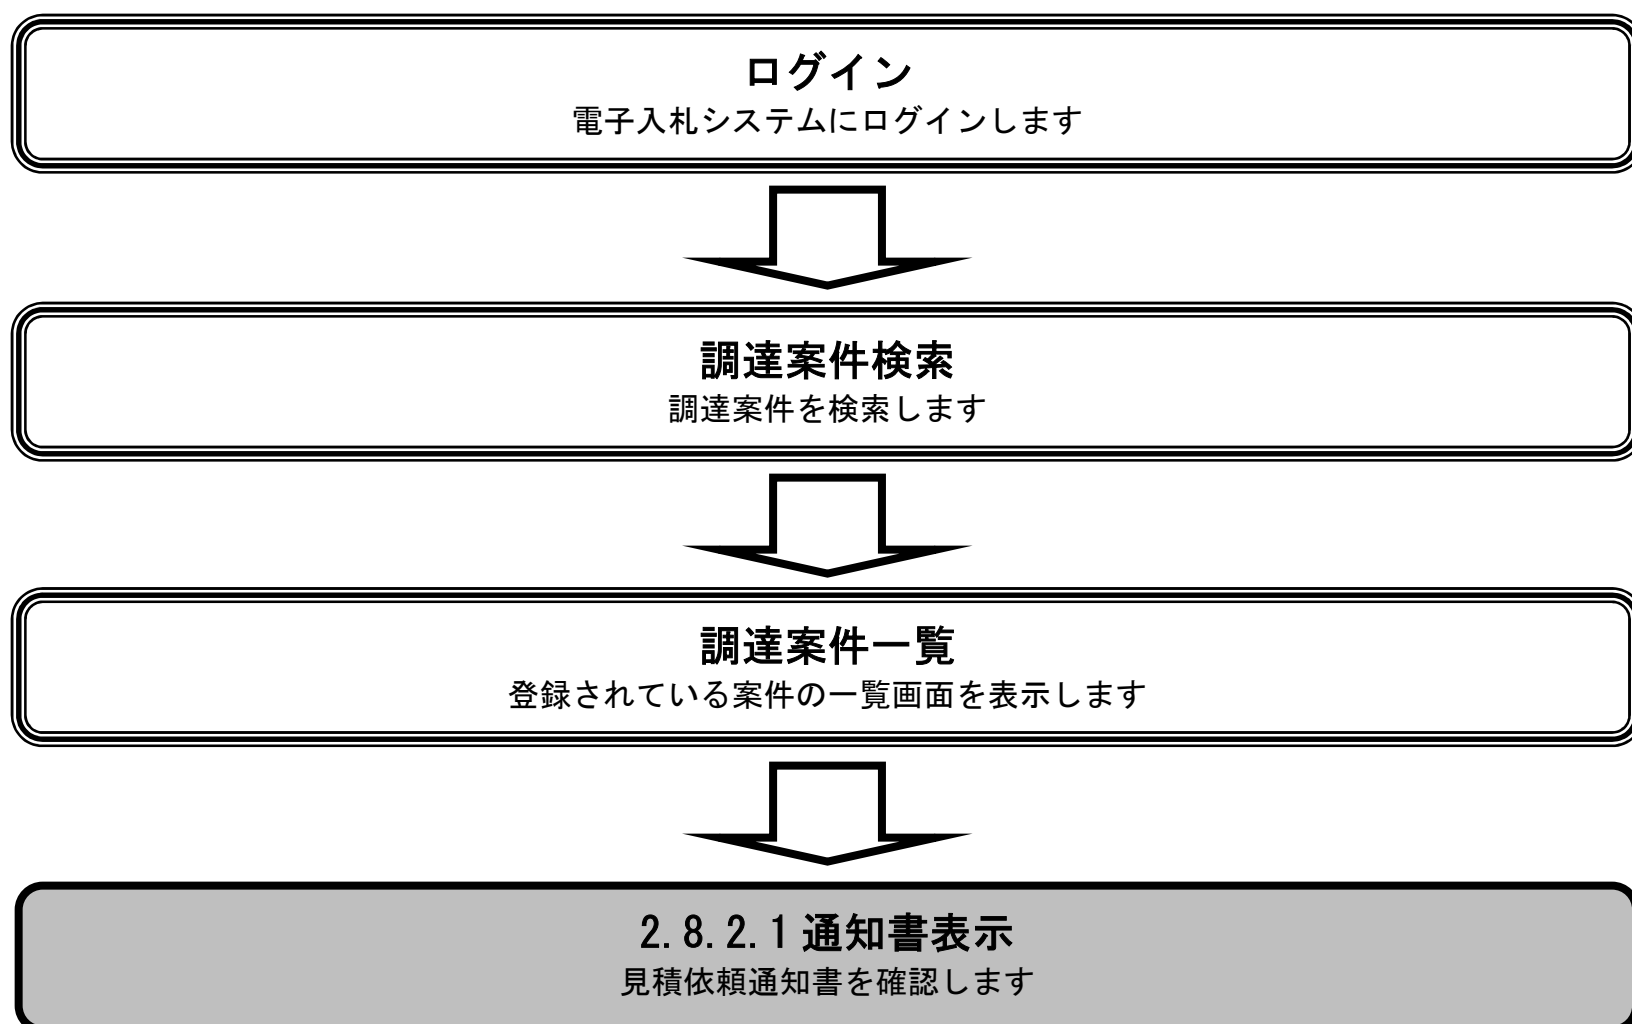 ログイン
電子入札システムにログインします
調達案件検索
調達案件を検索します
調達案件一覧
登録されている案件の一覧画面を表示します
2.8.2.1通知書表示
見積依頼通知書を確認します